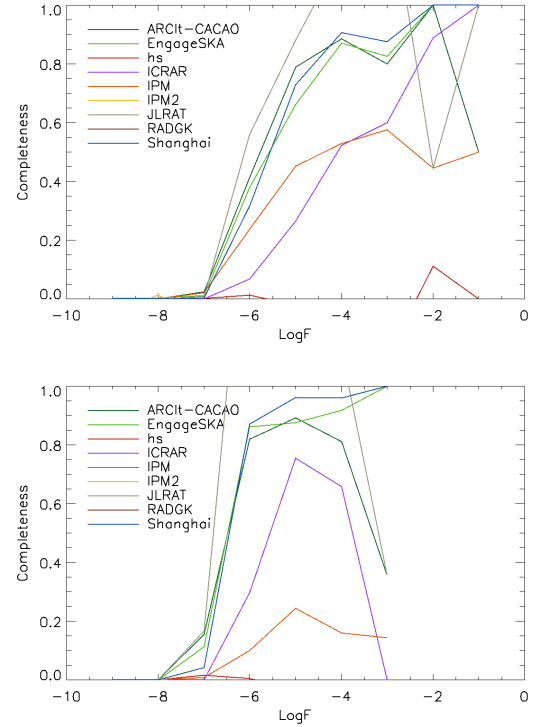 1.0
0.8
0.6
0.4
0.2
0.0
Completeness
ARCIt-CACAO
EngageSKA
hs
ICRAR
IPM
IPM2
JLRAT
RADGK
Shanghai
-10 -8 -6 -4 -2 0
LogF
1.0
0.8
0.6
0.4
0.2
0.0
Completeness
ARCIt-CACAO
EngageSKA
hs
ICRAR
IPM
IPM2
JLRAT
RADGK
Shanghai
-10 -8 -6 -4 -2 0
LogF